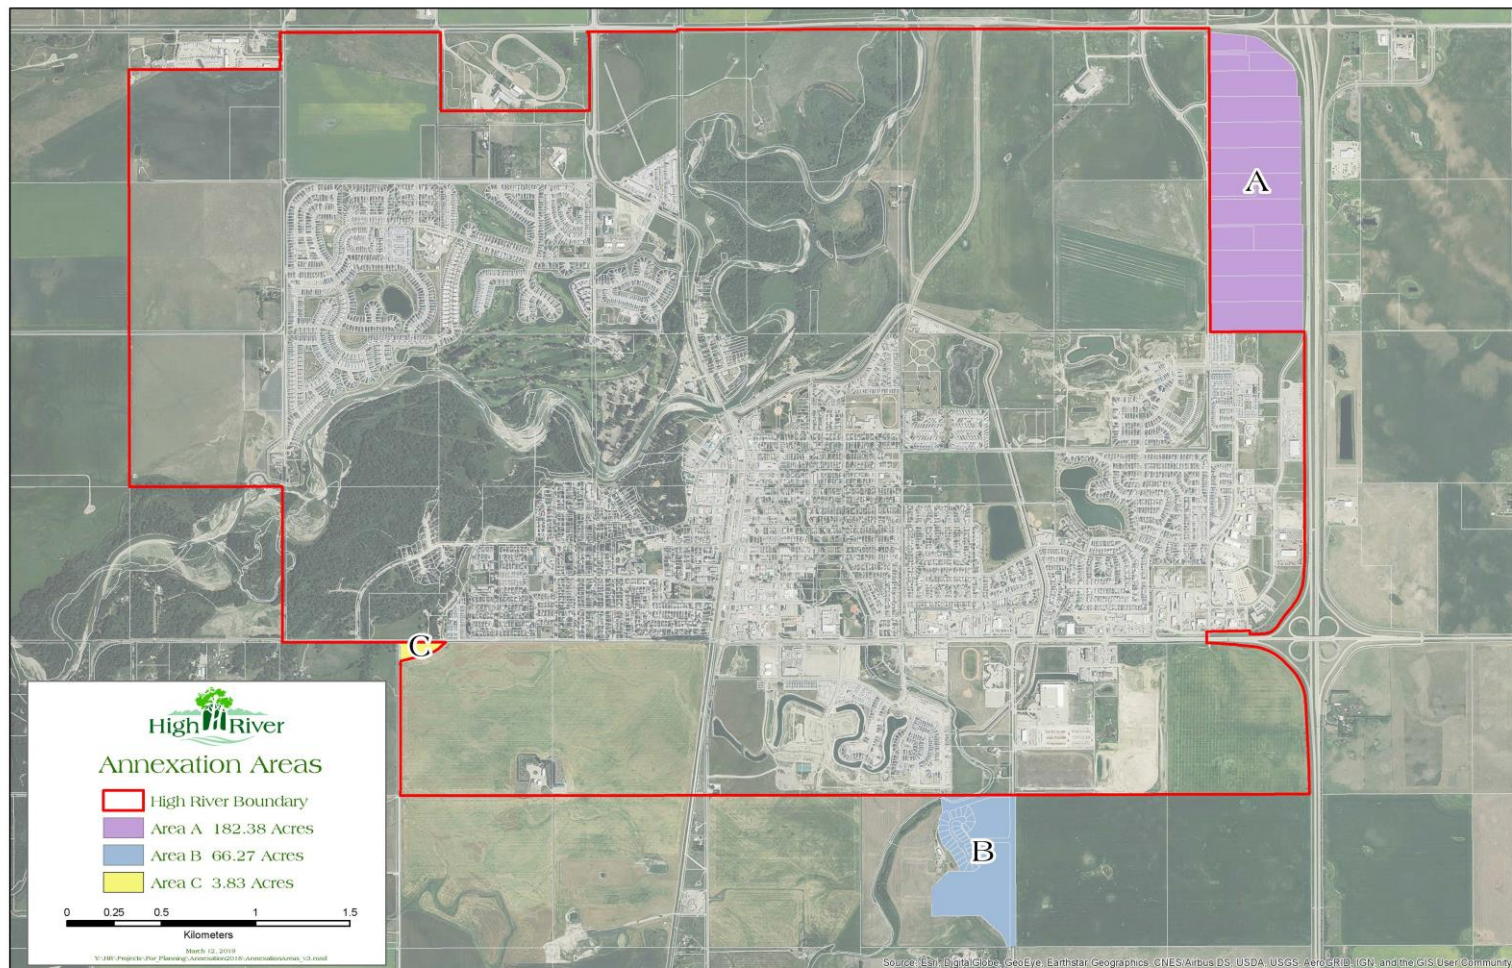 A
C
B
High River
Annexation Areas
High River Boundary
Area A 182.38 Acres
Area B 66.27 Acres
Area C 3.83 Acres
0 0.25 0.5 1 1.5
Kilometers
March 12, 2019
Source: Esri, DigitalGlobe, GeoEye, Earthstar Geographics, CNES/Airbus DS, USDA, USGS, AeroGRID, IGN, and the GIS User Community